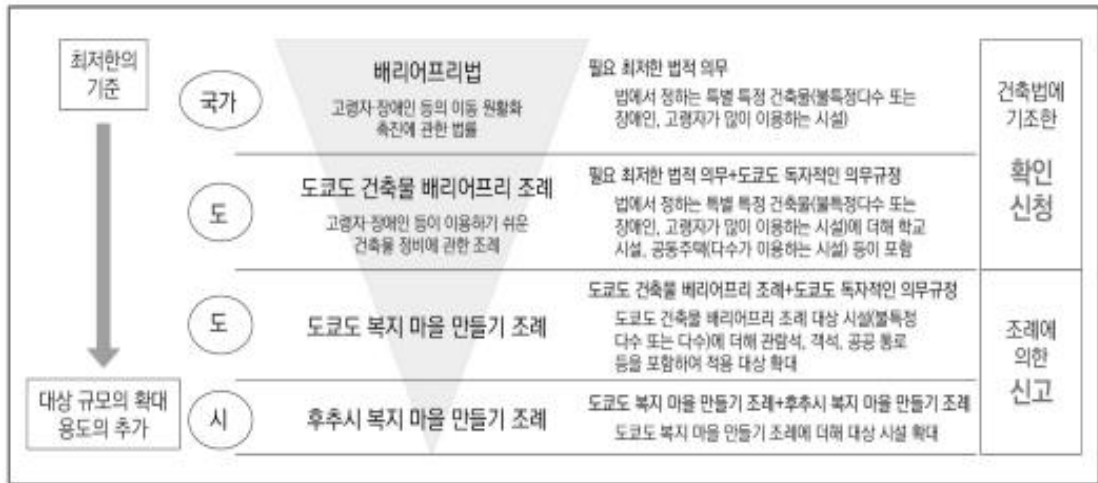 최저한의
기준
국가
배리어프리법
고령자·장애인 등의 이동 원활화
촉진에 관한 법률
필요 최저한 법적 의무
법에서 정하는 특별 특정 건축물(불특정다수 또는
장애인, 고령자가 많이 이용하는 시설)
건축법에
기초한
확인
신청
도
도쿄도 건축물 배리어프리 조례
고령자·장애인 등이 이용하기 쉬운
건축물 정비에 관한 조례
필요 최저한 법적 의무+도쿄도 독자적인 의무규정
법에서 정하는 특별 특정 건축물(불특정다수 또는
장애인, 고령자가 많이 이용하는 시설)에 더해 학교
시설, 공동주택(다수가 이용하는 시설) 등이 포함
도
도쿄도 복지 마을 만들기 조례
도쿄도 건축물 베리어프리 조례+도쿄도 독자적인 의무규정
도쿄도 건축물 배리어프리 조례 대상 시설(불특정
다수 또는 다수)에 더해 관람석, 객석, 공공 통로
등을 포함하여 적용 대상 확대
조례에
의한
신고
대상 규모의 확대
용도의 추가
시
후추시 복지 마을 만들기 조례
도쿄도 복지 마을 만들기 조례+후추시 복지 마을 만들기 조례
도쿄도 복지 마을 만들기 조례에 더해 대상 시설 확대